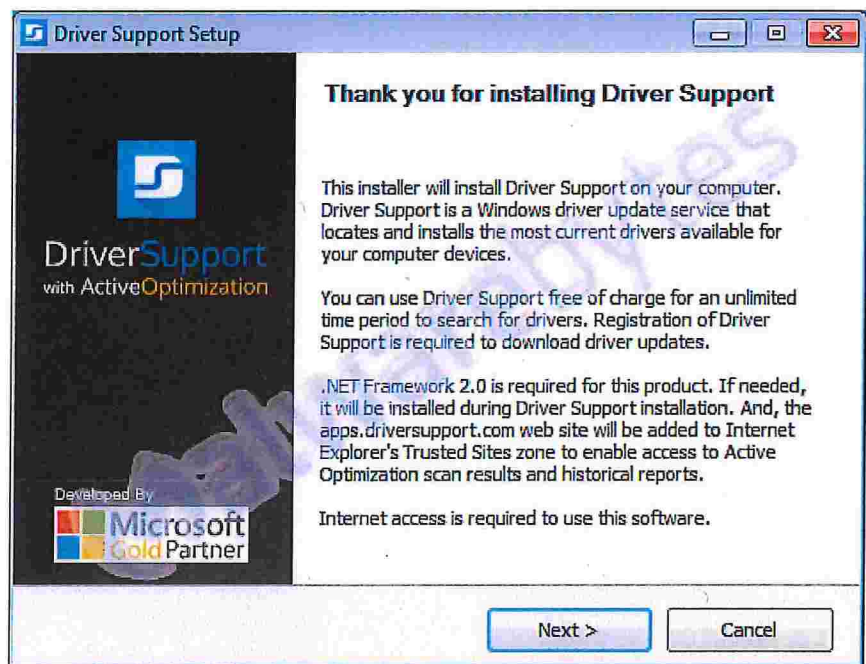 Driver Support Setup
Thank you for installing Driver Support
This installer will install Driver Support on your computer.
Driver Support is a Windows driver update service that
locates and installs the most current drivers available for
your computer devices.
You can use Driver Support free of charge for an unlimited
time period to search for drivers. Registration of Driver
Support is required to download driver updates.
.NET Framework 2.0 is required for this product. If needed,
it will be installed during Driver Support installation. And, the
apps.driversupport.com web site will be added to Internet
Explorer's Trusted Sites zone to enable access to Active
Optimization scan results and historical reports.
Internet access is required to use this software.
DriverSupport
with ActiveOptimization
Developed By
Microsoft
Gold Partner
Next >
Cancel
malwarebytes